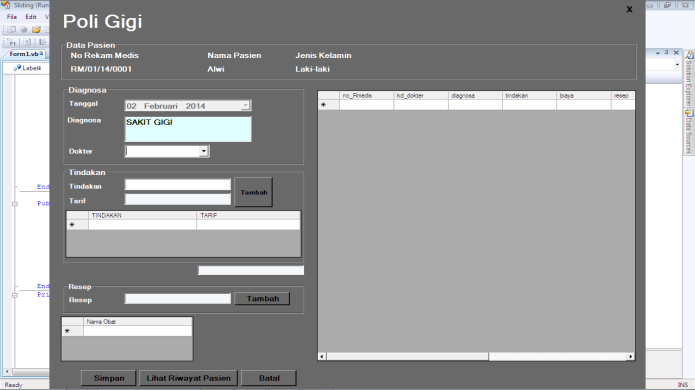 Sliding (Run
File Edit
Form1.vb
Label4
End
Pub
End
Pri
Ready
INS
Solution Explorer
Data Sources
X
Poli Gigi
Data Pasien
No Rekam Medis Nama Pasien Jenis Kelamin
RM/01/14/0001 Alwi Laki-laki
Diagnosa
Tanggal 02 Februari 2014
Diagnosa SAKIT GIGI
Dokter
Tindakan
Tindakan
Tarif
Tambah
TINDAKAN TARIF
Resep
Resep Tambah
Nama Obat
Simpan Lihat Riwayat Pasien Batal
no_Rmedis kd_dokter diagnosa tindakan biaya resep